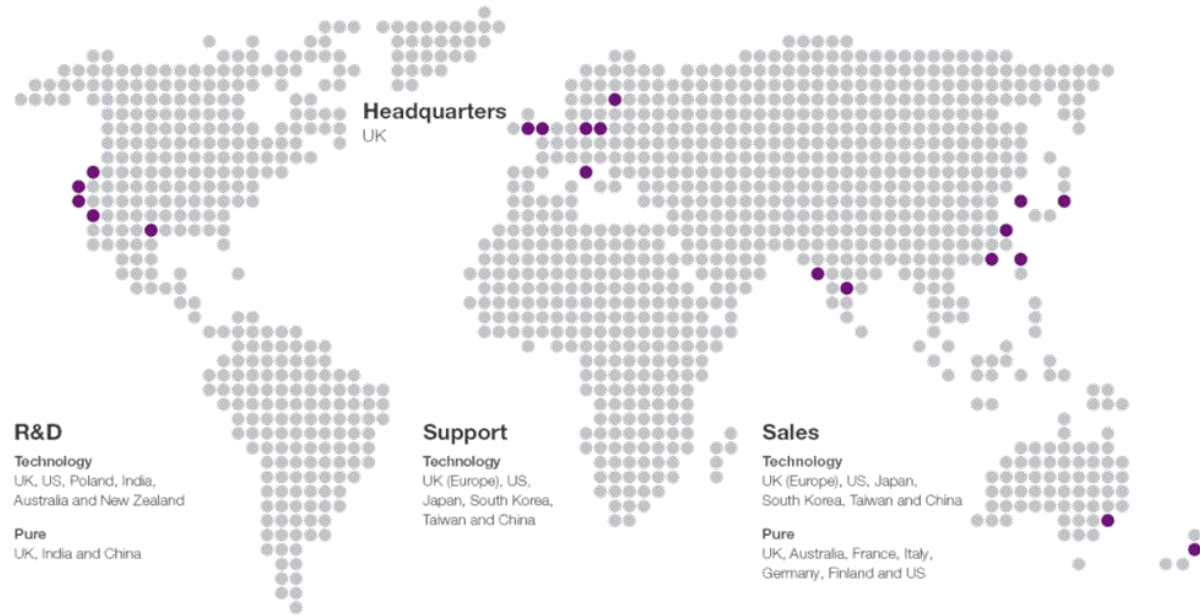 Headquarters
UK
R&D
Technology
UK, US, Poland, India,
Australia and New Zealand
Pure
UK, India and China
Support
Technology
UK (Europe), US,
Japan, South Korea,
Taiwan and China
Sales
Technology
UK (Europe), US, Japan,
South Korea, Taiwan and China
Pure
UK, Australia, France, Italy,
Germany, Finland and US